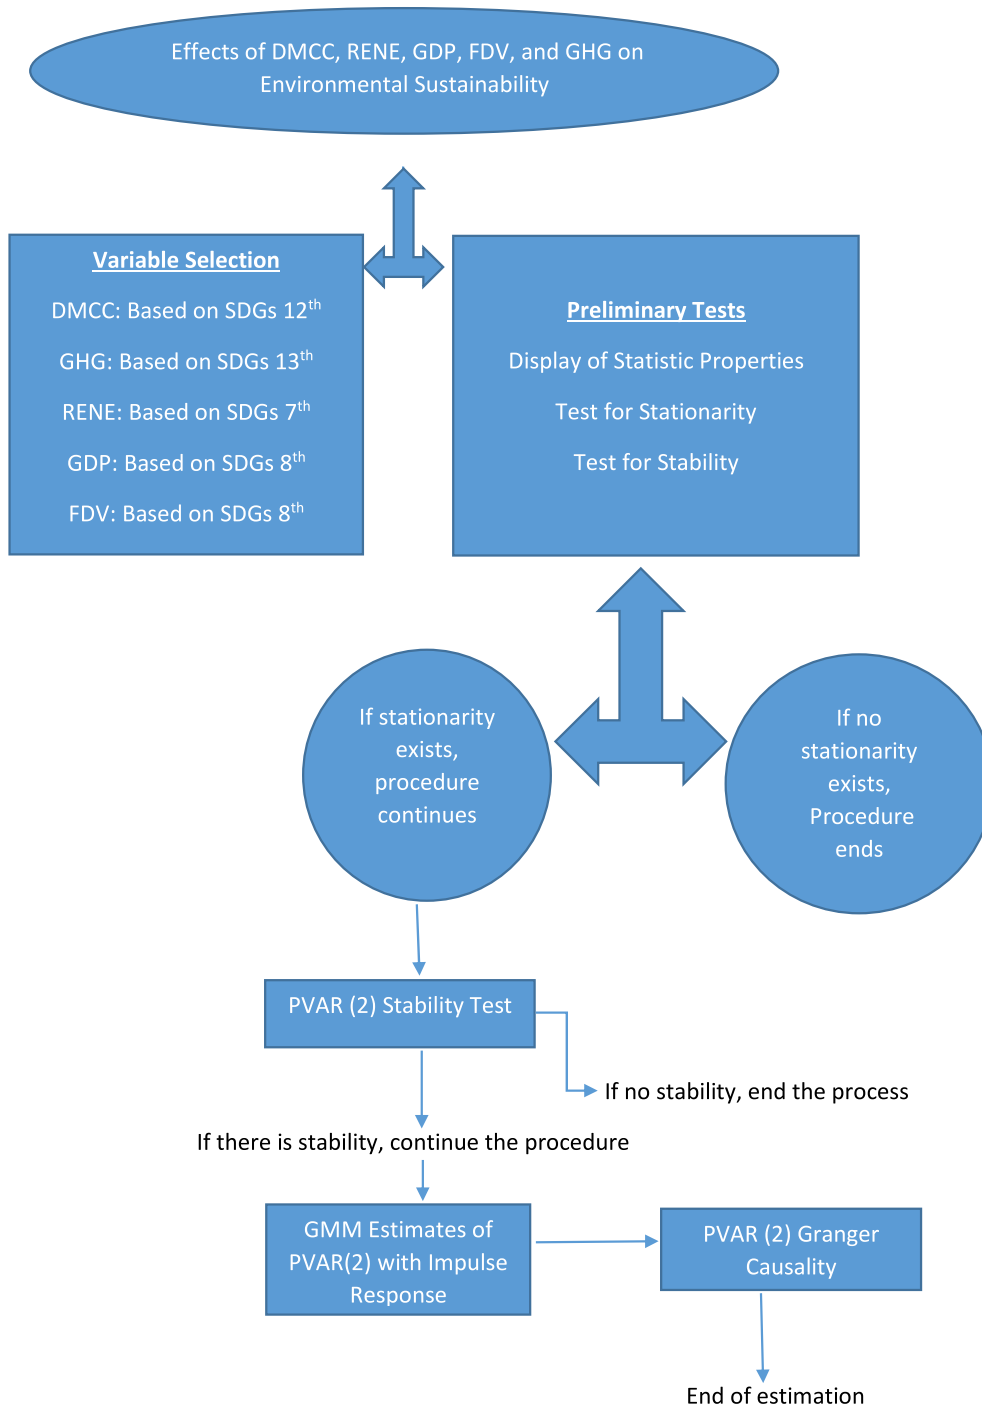 Effects of DMCC, RENE, GDP, FDV, and GHG on
Environmental Sustainability
Variable Selection
DMCC: Based on SDGs 12th
GHG: Based on SDGs 13th
RENE: Based on SDGs 7th
GDP: Based on SDGs 8th
FDV: Based on SDGs 8th
Preliminary Tests
Display of Statistic Properties
Test for Stationarity
Test for Stability
If stationarity
exists,
procedure
continues
If no
stationarity
exists,
Procedure
ends
PVAR (2) Stability Test
If no stability, end the process
If there is stability, continue the procedure
GMM Estimates of
PVAR(2) with Impulse
Response
PVAR (2) Granger
Causality
End of estimation